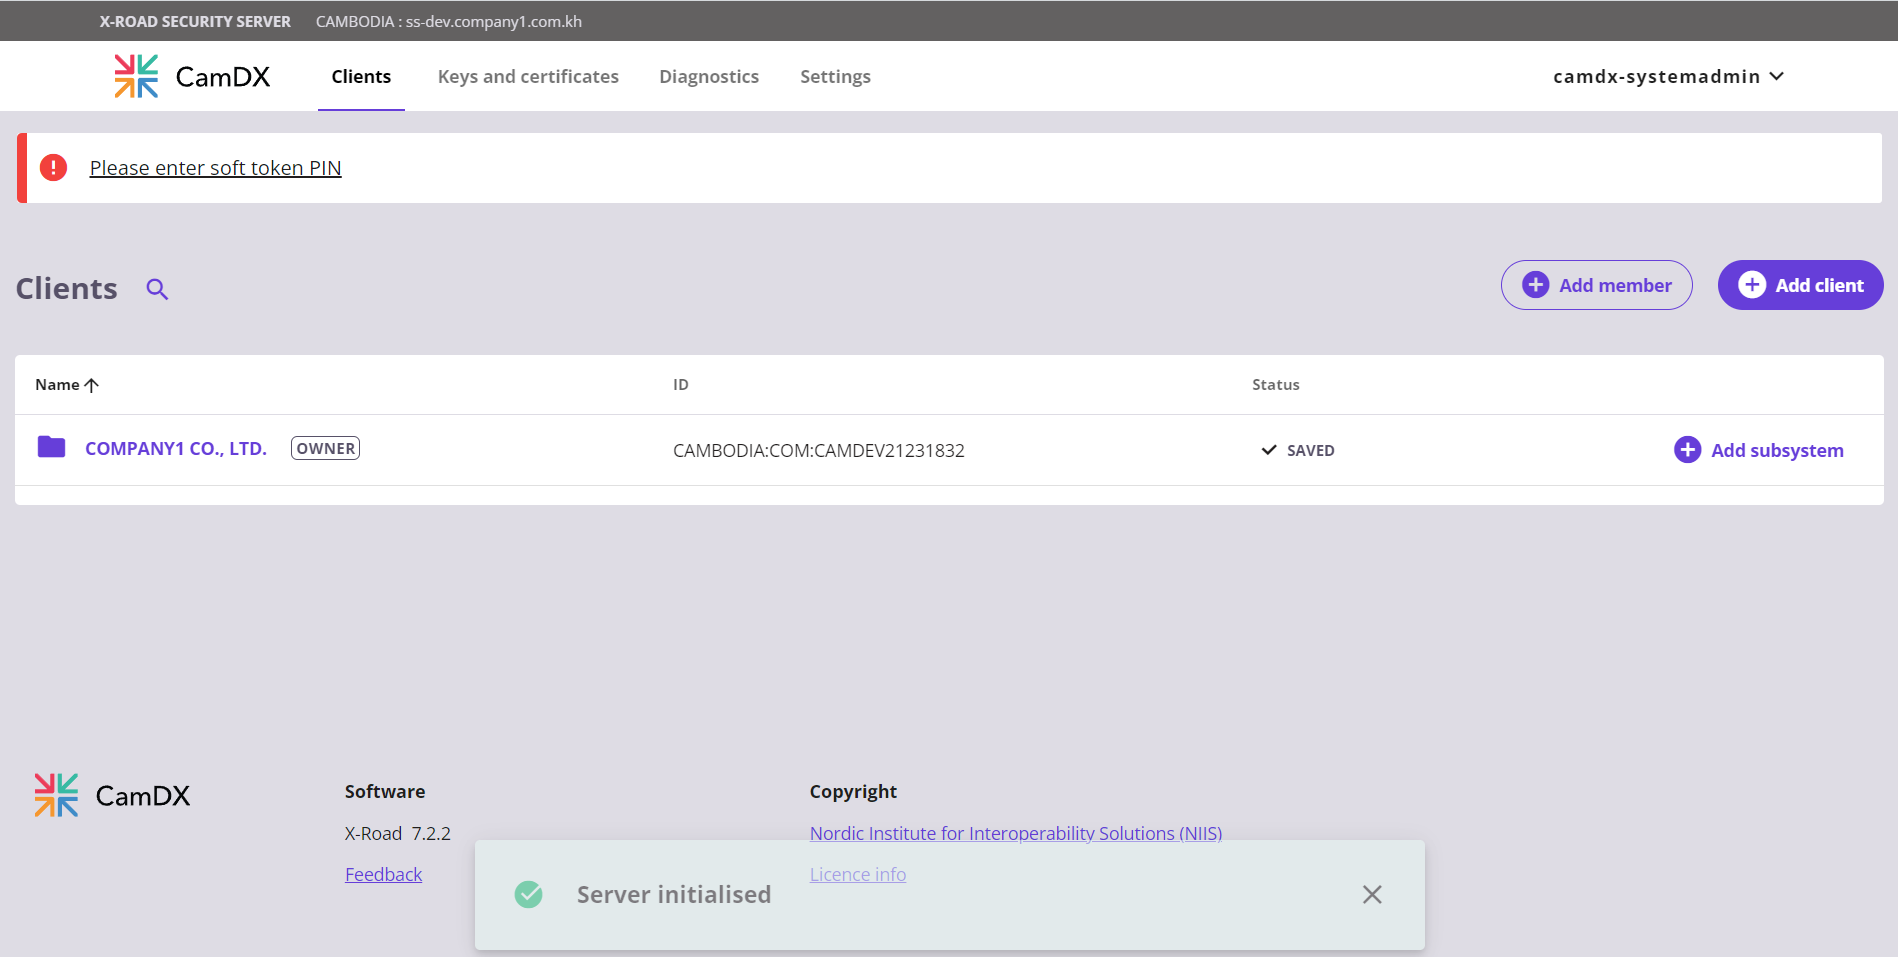 X-ROAD SECURITY SERVER CAMBODIA : ss-dev.company1.com.kh
CamDX Clients Keys and certificates Diagnostics Settings camdx-systemadmin
Please enter soft token PIN
Clients Add member Add client
Name ID Status
COMPANY1 CO., LTD. OWNER CAMBODIA:COM:CAMDEV21231832 SAVED Add subsystem
CamDX Software Copyright
X-Road 7.2.2 Nordic Institute for Interoperability Solutions (NIIS)
Feedback Licence info
Server initialised